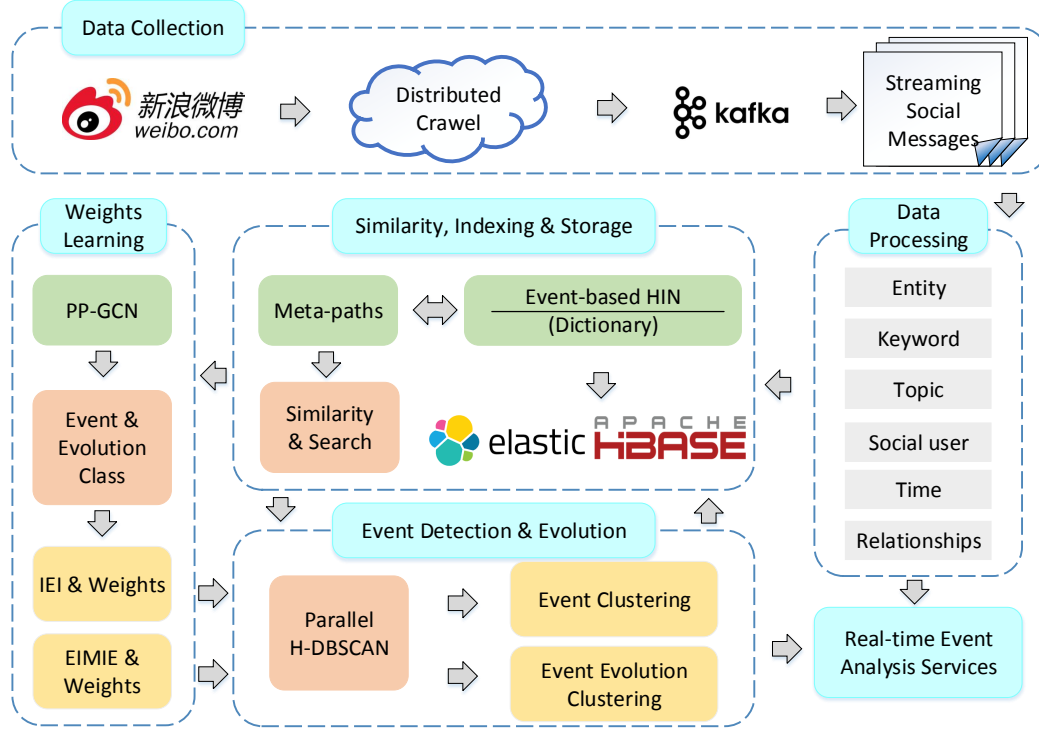 Data Collection
新浪微博
weibo.com
Distributed
Crawel
kafka
Streaming
Social
Messages
Weights
Learning
PP-GCN
Event &
Evolution
Class
IEI & Weights
EIMIE &
Weights
Similarity, Indexing & Storage
Meta-paths
Event-based HIN
(Dictionary)
Similarity
& Search
elastic
APACHE
HBASE
Data
Processing
Entity
Keyword
Topic
Social user
Time
Relationships
Event Detection & Evolution
Parallel
H-DBSCAN
Event Clustering
Event Evolution
Clustering
Real-time Event
Analysis Services